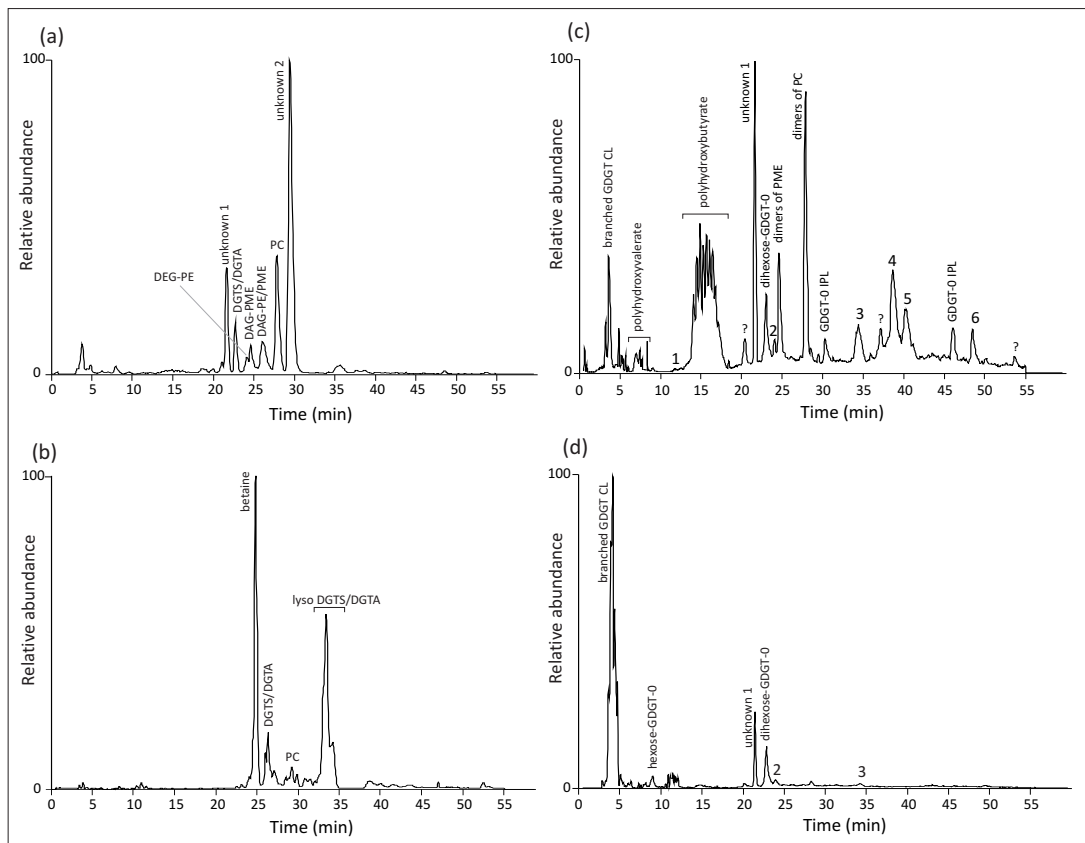 (a)
100
Relative abundance
0
DEG-PE
unknown 1
DGTS/DGTA
DAG-PME
DAG-PE/PME
PC
unknown 2
0 5 10 15 20 25 30 35 40 45 50 55
Time (min)
(b)
100
Relative abundance
0
betaine
DGTS/DGTA
PC
lyso DGTS/DGTA
0 5 10 15 20 25 30 35 40 45 50 55
Time (min)
(c)
100
Relative abundance
0
branched GDGT CL
polyhydroxyvalerate
1
polyhydroxybutyrate
?
unknown 1
dihexose-GDGT-0
2
dimers of PME
dimers of PC
GDGT-0 IPL
3
?
4
5
GDGT-0 IPL
6
?
0 5 10 15 20 25 30 35 40 45 50 55
Time (min)
(d)
100
Relative abundance
0
branched GDGT CL
hexose-GDGT-0
unknown 1
dihexose-GDGT-0
2
3
0 5 10 15 20 25 30 35 40 45 50 55
Time (min)